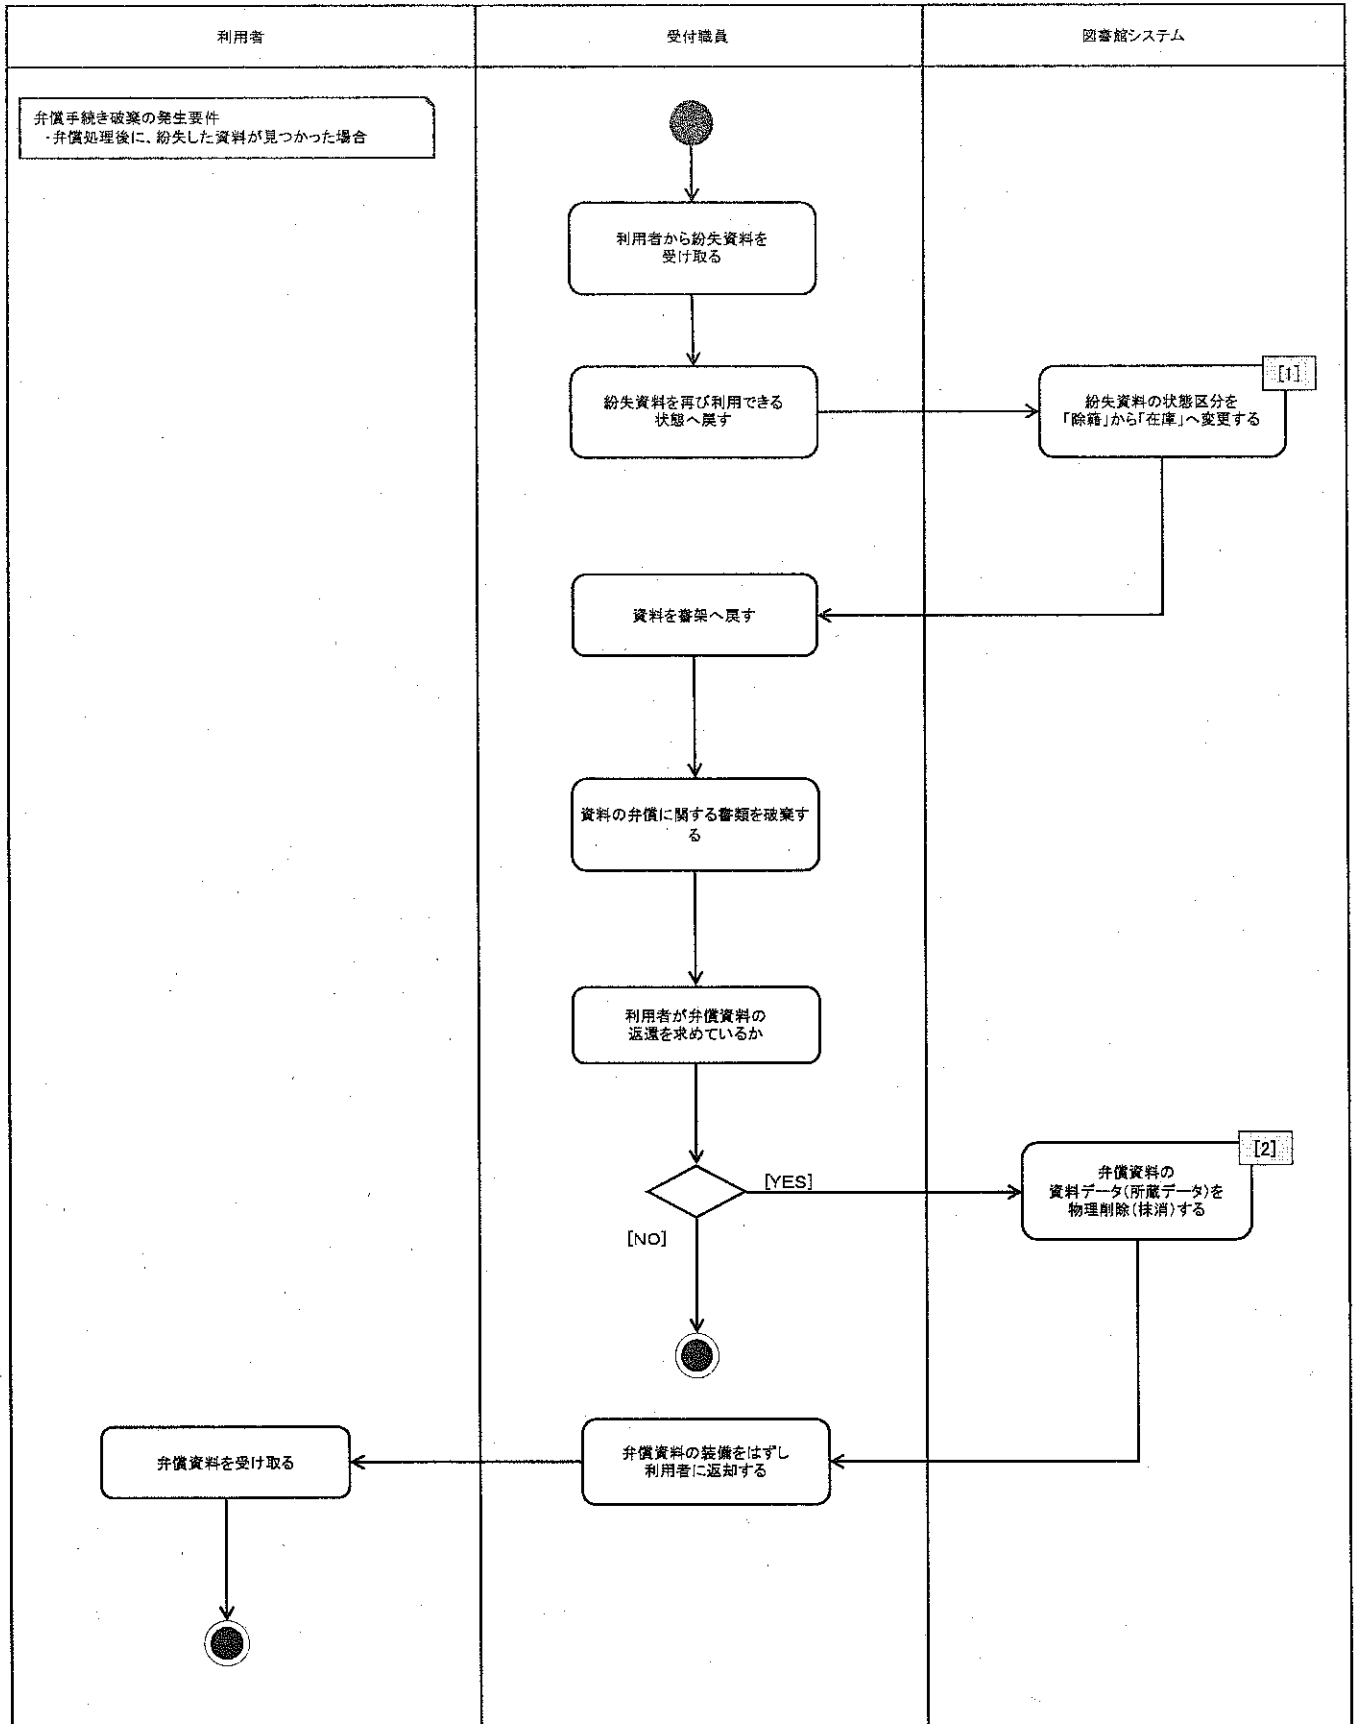 利用者
受付職員
図書館システム
弁償手続き破棄の発生要件
・弁償処理後に、紛失した資料が見つかった場合
利用者から紛失資料を
受け取る
紛失資料を再び利用できる
状態へ戻す
[1]
紛失資料の状態区分を
「除籍」から「在庫」へ変更する
資料を書架へ戻す
資料の弁償に関する書類を破棄す
る
利用者が弁償資料の
返還を求めているか
[YES]
[NO]
[2]
弁償資料の
資料データ(所蔵データ)を
物理削除(抹消)する
弁償資料の装備をはずし
利用者に返却する
弁償資料を受け取る